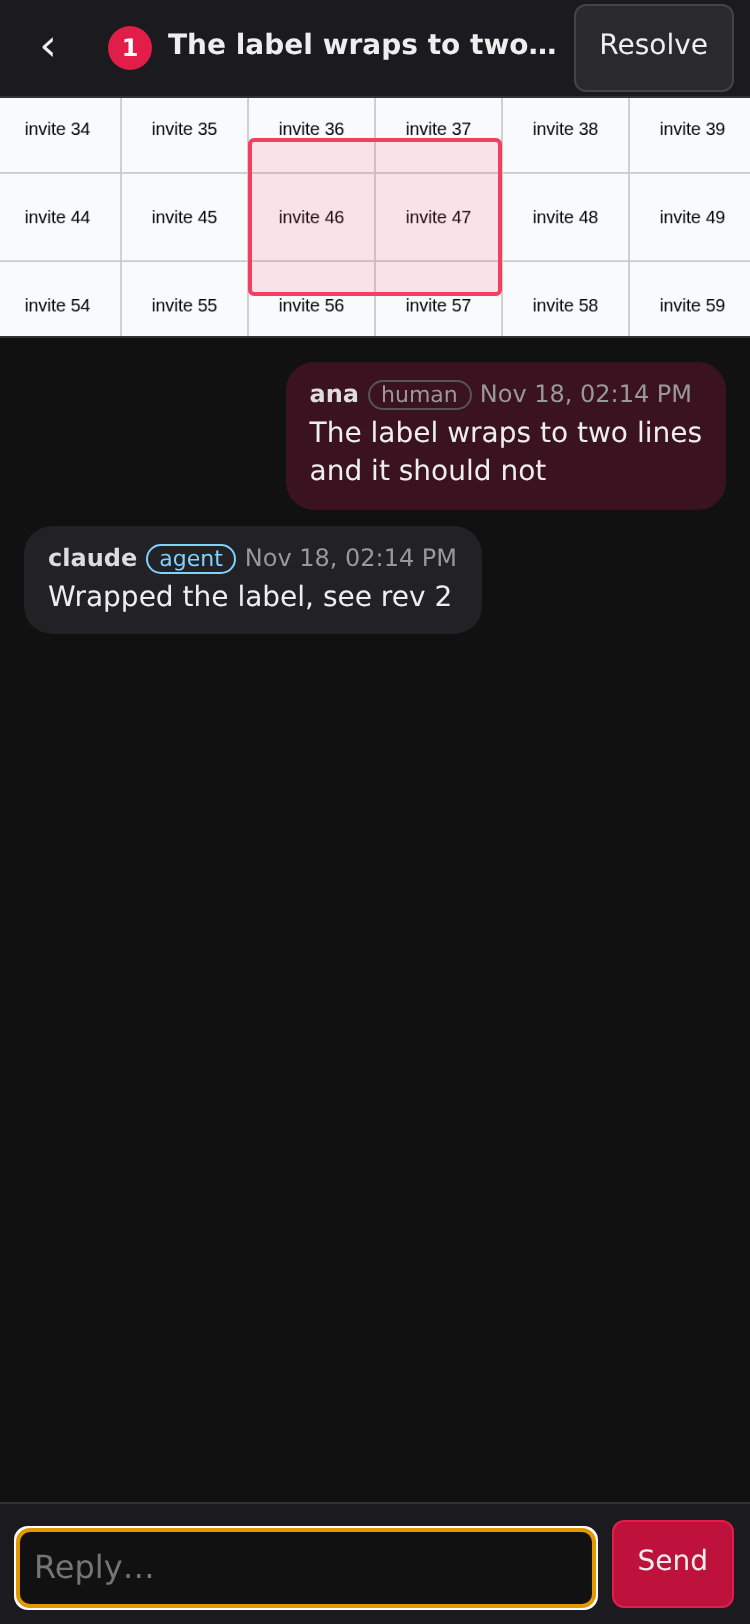 ‹ 1 The label wraps to two… Resolve
invite 34 invite 35 invite 36 invite 37 invite 38 invite 39
invite 44 invite 45 invite 46 invite 47 invite 48 invite 49
invite 54 invite 55 invite 56 invite 57 invite 58 invite 59
ana human Nov 18, 02:14 PM
The label wraps to two lines
and it should not
claude agent Nov 18, 02:14 PM
Wrapped the label, see rev 2
Reply… Send